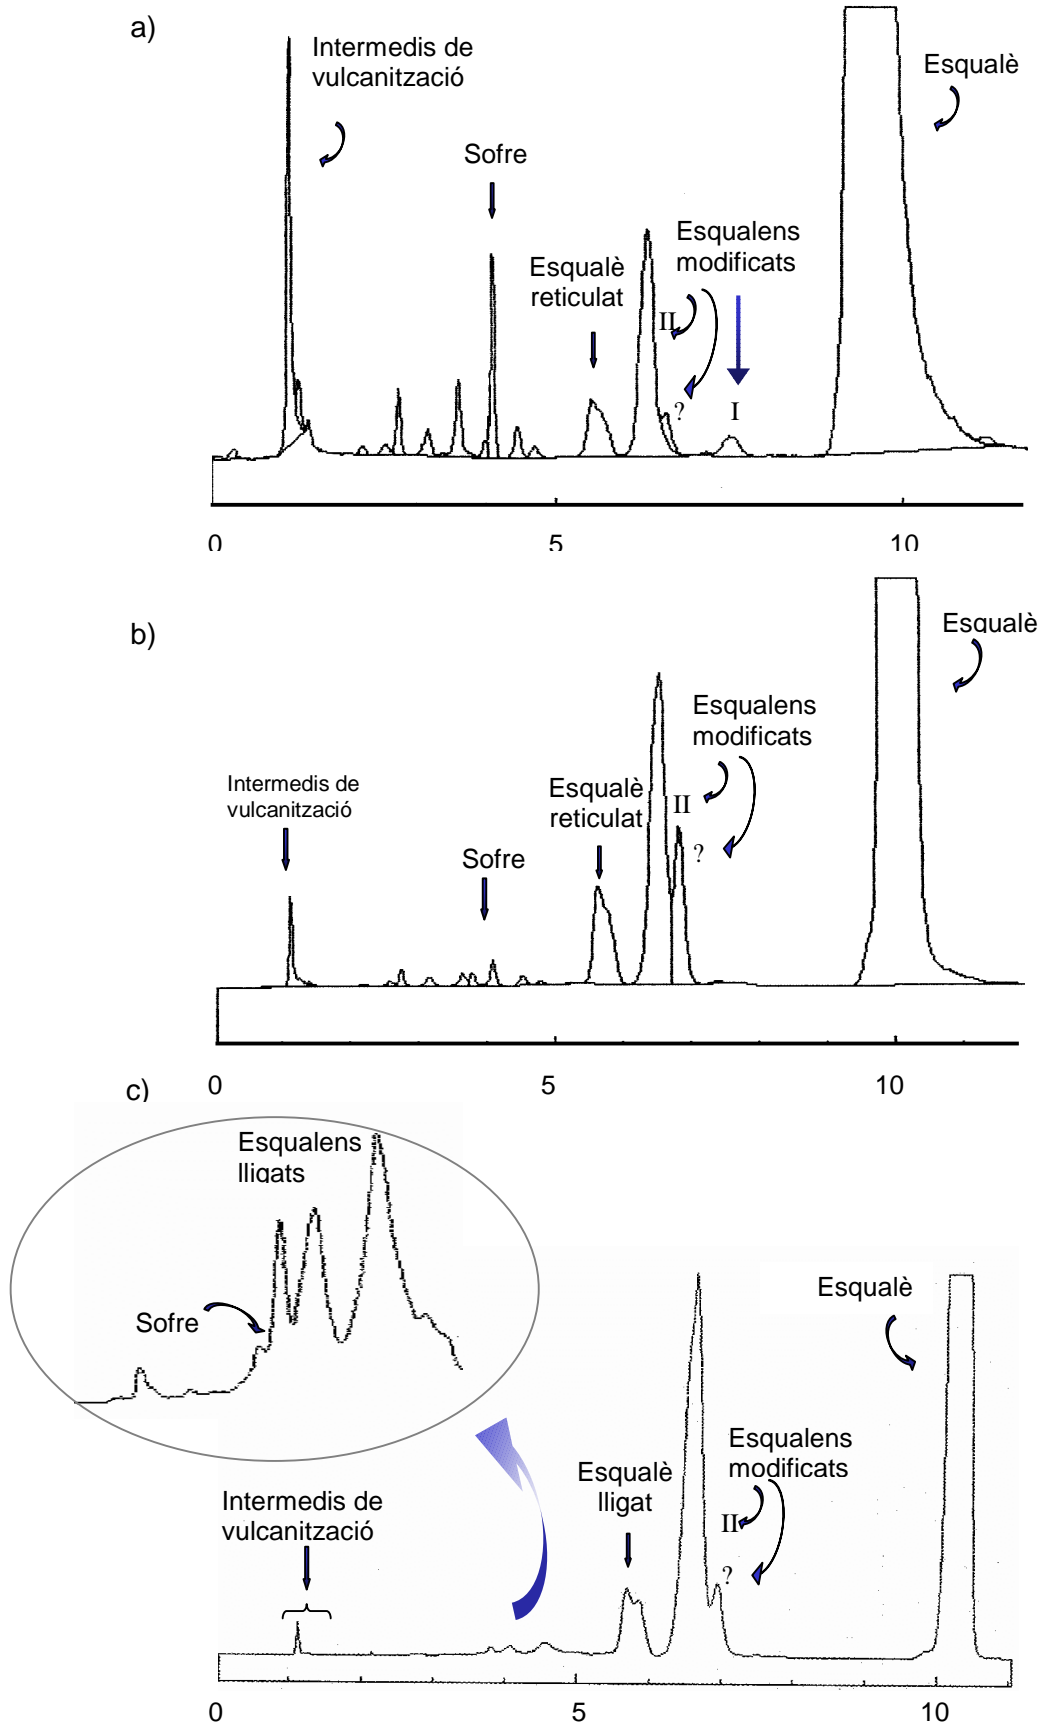 a)
Intermedis de
vulcanització
Esqualè
Sofre
Esqualens
modificats
Esqualè
reticulat
II
?
I
0
5
10
b)
Esqualè
Esqualens
modificats
Intermedis de
vulcanització
Esqualè
reticulat
II
Sofre
?
0
5
10
c)
Esqualens
lligats
Sofre
Esqualè
Esqualens
modificats
Esqualè
lligat
Intermedis de
vulcanització
II
?
0
5
10